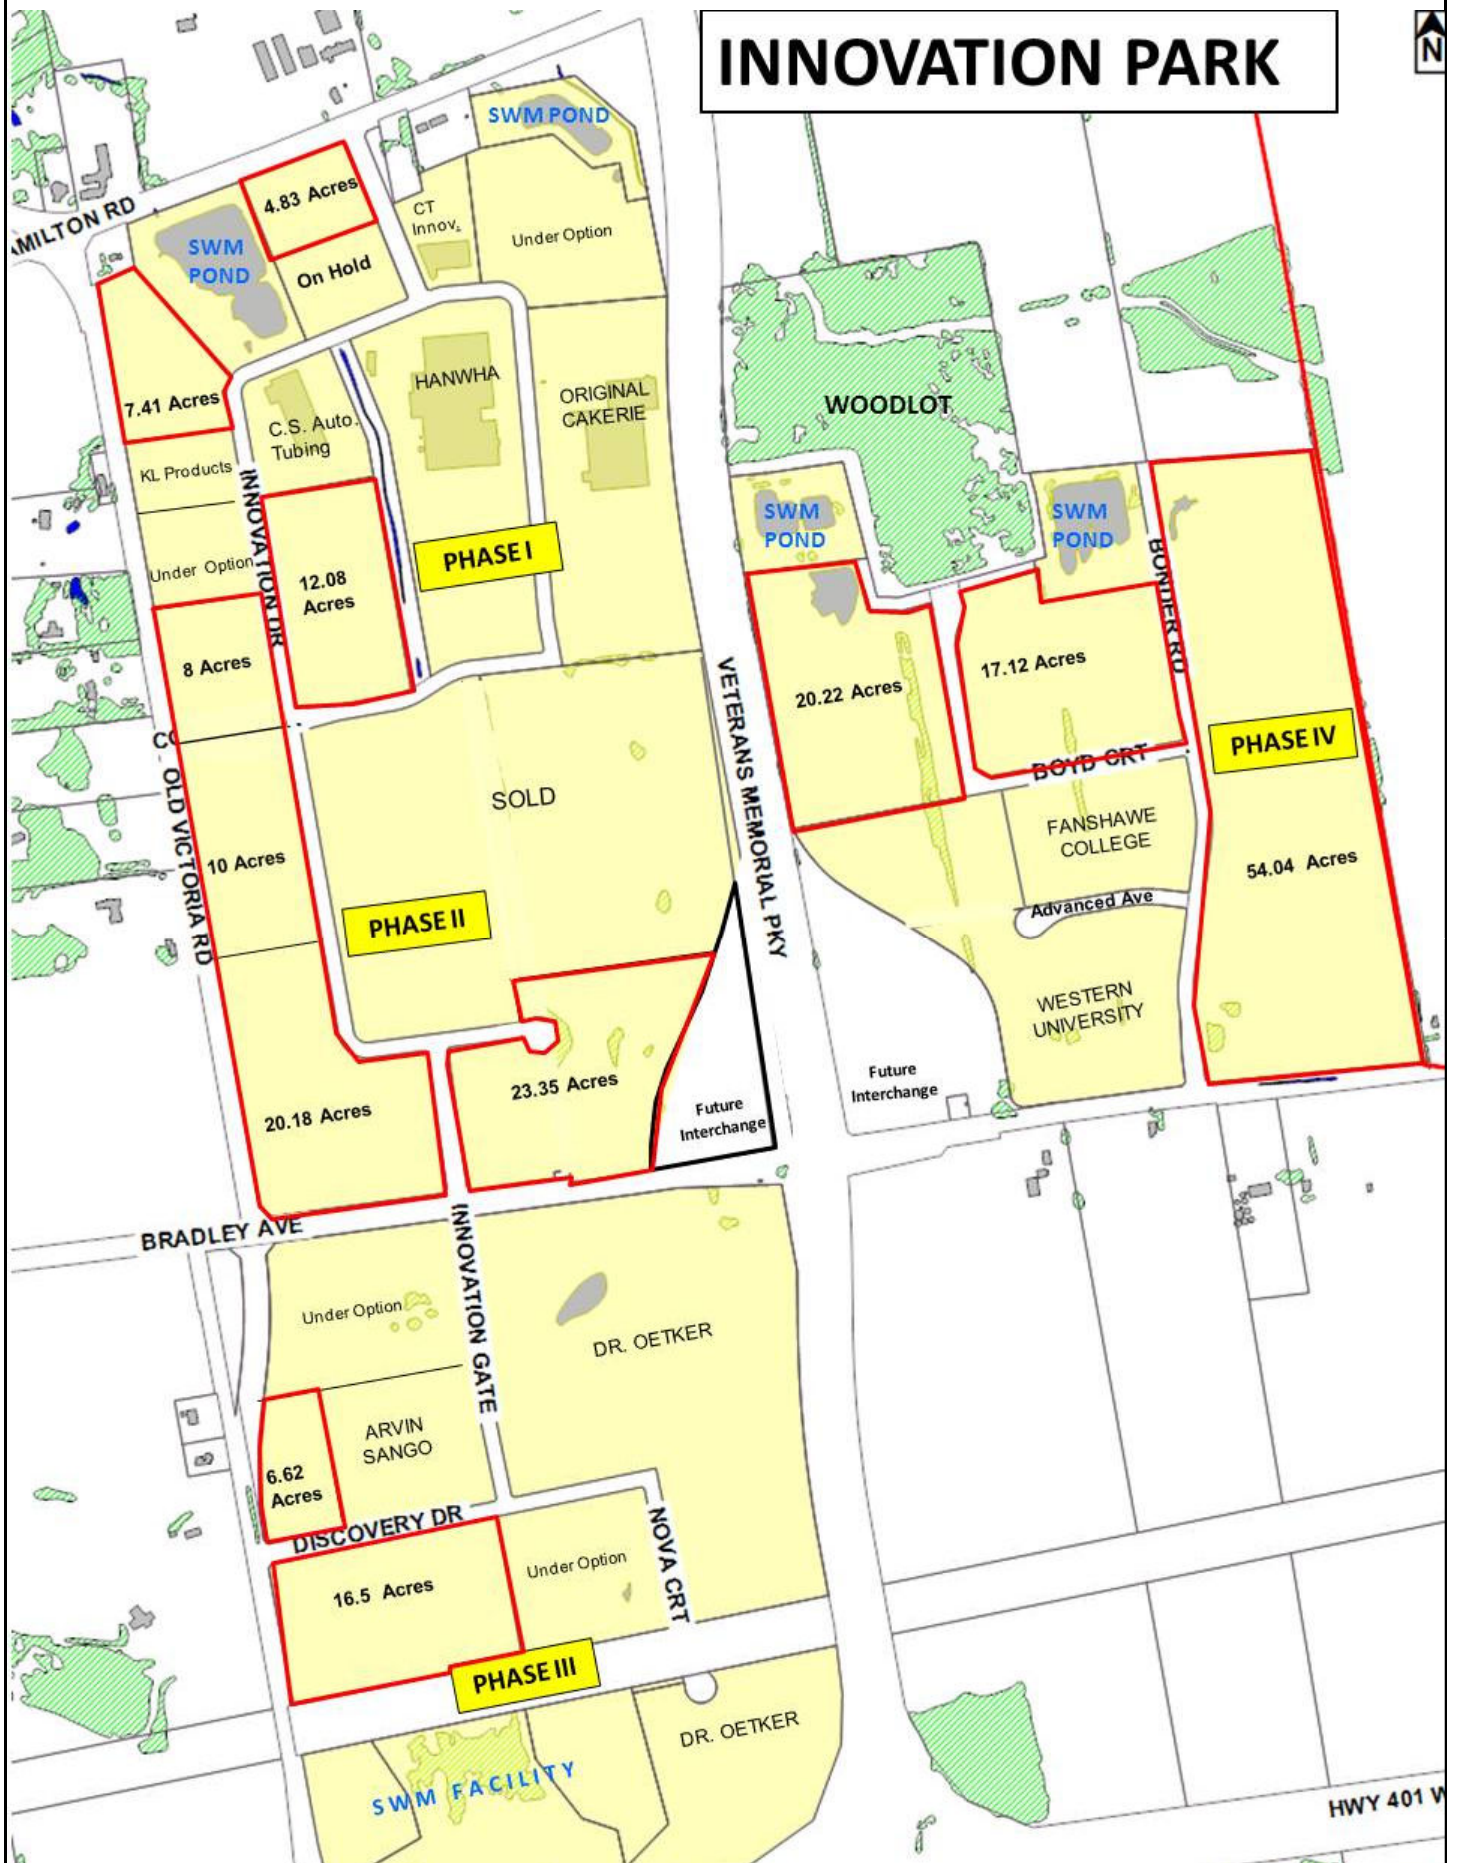 INNOVATION PARK
N
SWM POND
4.83 Acres
AMILTON RD
CT
Innov.
Under Option
SWM
POND
On Hold
HANWHA
ORIGINAL
CAKERIE
7.41 Acres
C.S. Auto.
Tubing
WOODLOT
KL Products
INNOVATION DR
SWM
POND
SWM
POND
PHASE I
Under Option
12.08
Acres
BONDER RD
8 Acres
17.12 Acres
20.22 Acres
VETERANS MEMORIAL PKY
CO
PHASE IV
BOYD CRT
SOLD
OLD VICTORIA RD
FANSHAWE
COLLEGE
10 Acres
54.04 Acres
PHASE II
Advanced Ave
WESTERN
UNIVERSITY
23.35 Acres
Future
Interchange
20.18 Acres
Future
Interchange
BRADLEY AVE
INNOVATION GATE
Under Option
DR. OETKER
ARVIN
SANGO
6.62
Acres
DISCOVERY DR
NOVA CRT
Under Option
16.5 Acres
PHASE III
DR. OETKER
SWM FACILITY
HWY 401 W